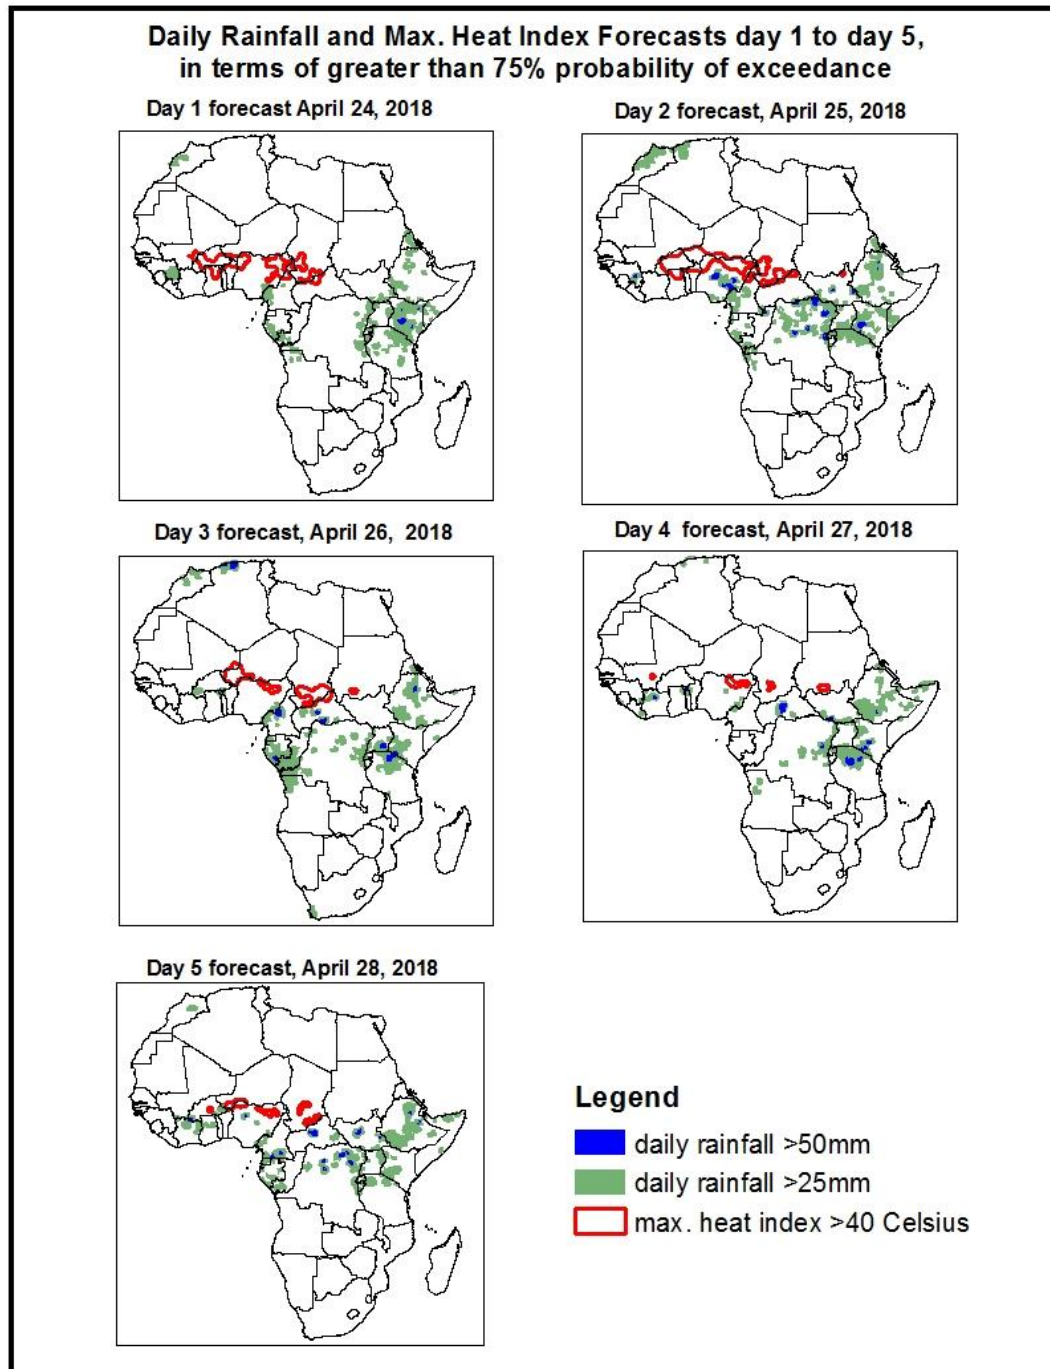 Daily Rainfall and Max. Heat Index Forecasts day 1 to day 5,
in terms of greater than 75% probability of exceedance
Day 1 forecast April 24, 2018
Day 2 forecast, April 25, 2018
Day 3 forecast, April 26, 2018
Day 4 forecast, April 27, 2018
Day 5 forecast, April 28, 2018
Legend
daily rainfall >50mm
daily rainfall >25mm
max. heat index >40 Celsius